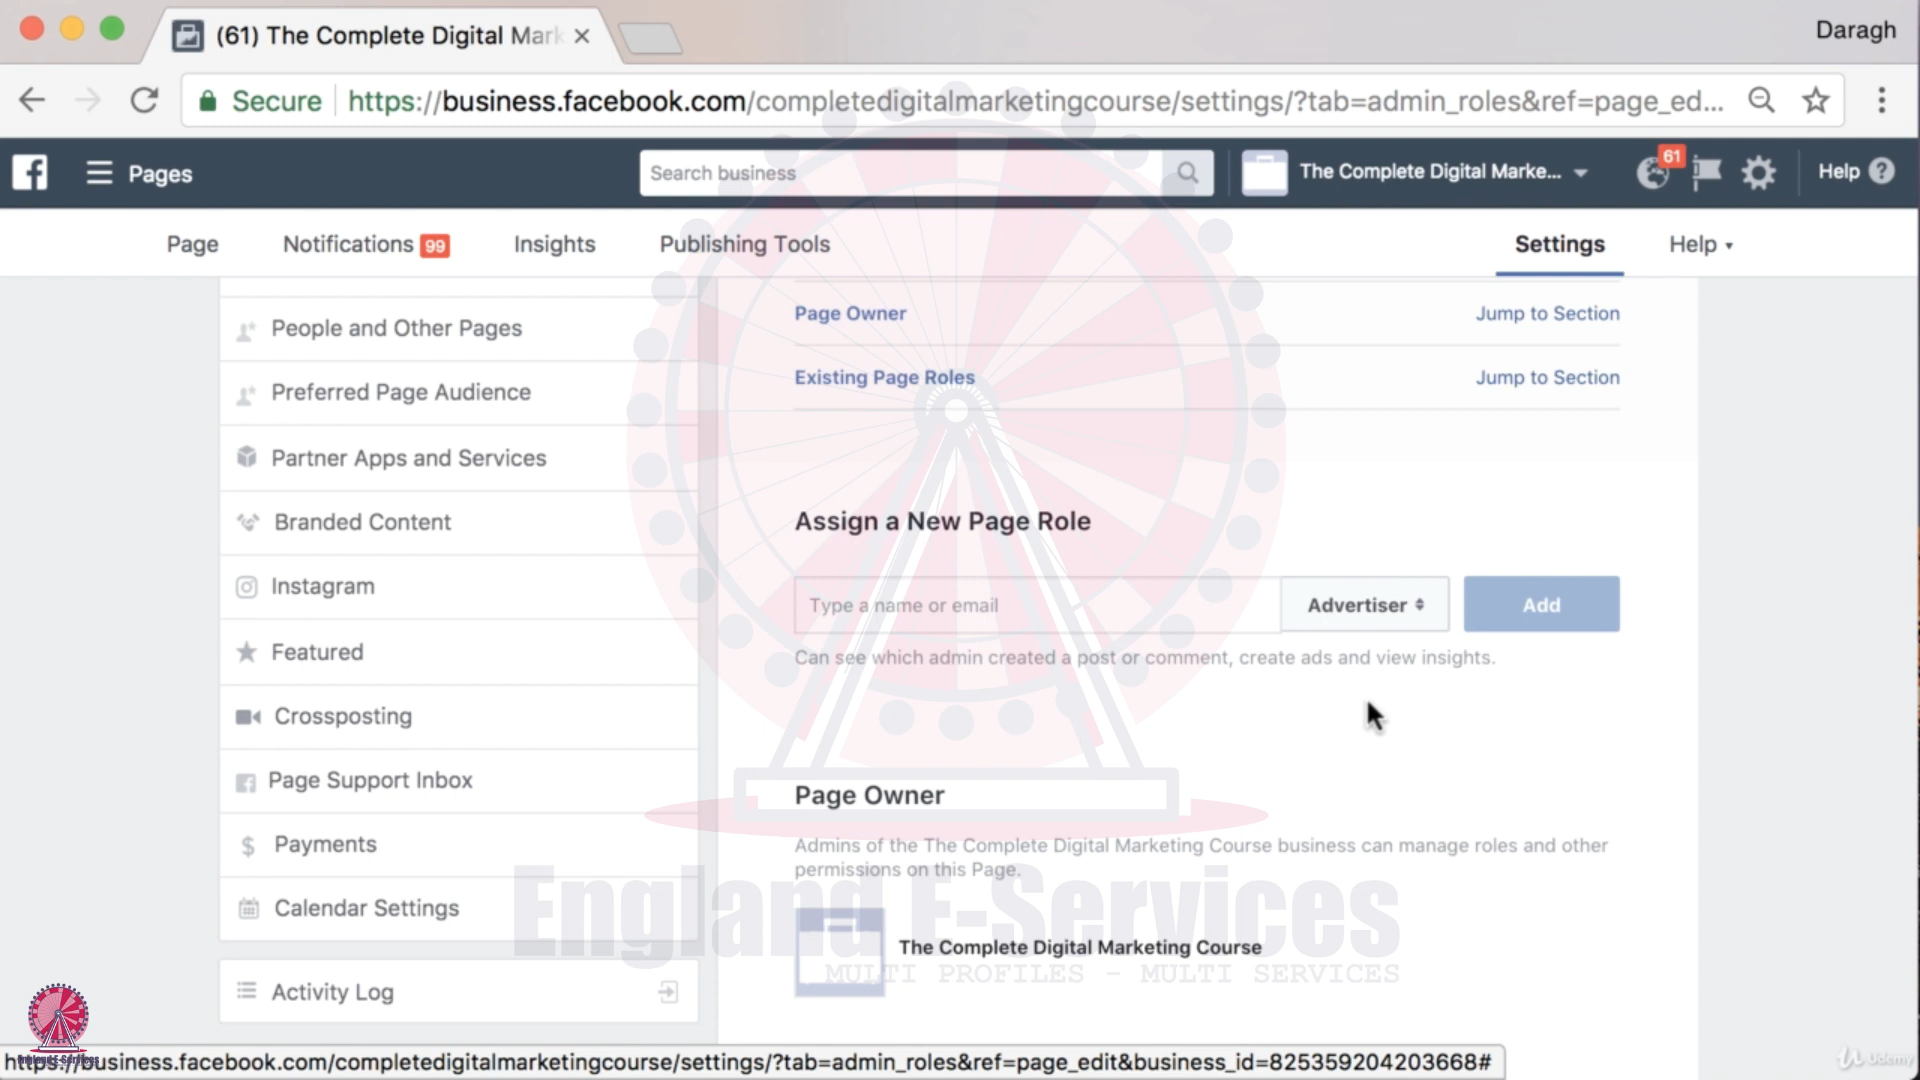 (61) The Complete Digital Mark
Daragh
Secure https://business.facebook.com/completedigitalmarketingcourse/settings/?tab=admin_roles&ref=page_ed...
Pages
Search business
The Complete Digital Marke...
61
Help
Page
Notifications 99
Insights
Publishing Tools
Settings
Help
People and Other Pages
Preferred Page Audience
Partner Apps and Services
Branded Content
Instagram
Featured
Crossposting
Page Support Inbox
Payments
Calendar Settings
Activity Log
Page Owner Jump to Section
Existing Page Roles Jump to Section
Assign a New Page Role
Type a name or email Advertiser Add
Can see which admin created a post or comment, create ads and view insights.
Page Owner
Admins of the The Complete Digital Marketing Course business can manage roles and other
permissions on this Page.
The Complete Digital Marketing Course
England E-Services
MULTI PROFILES - MULTI SERVICES
England E-Services
https://business.facebook.com/completedigitalmarketingcourse/settings/?tab=admin_roles&ref=page_edit&business_id=825359204203668#
Udemy